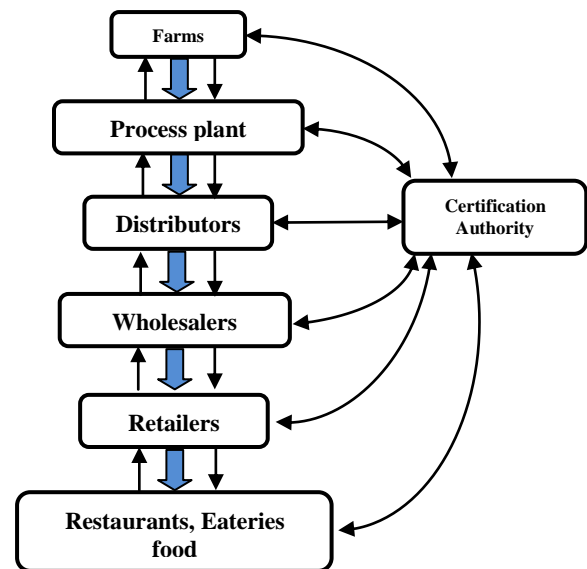 Farms
Process plant
Distributors
Certification
Authority
Wholesalers
Retailers
Restaurants, Eateries
food